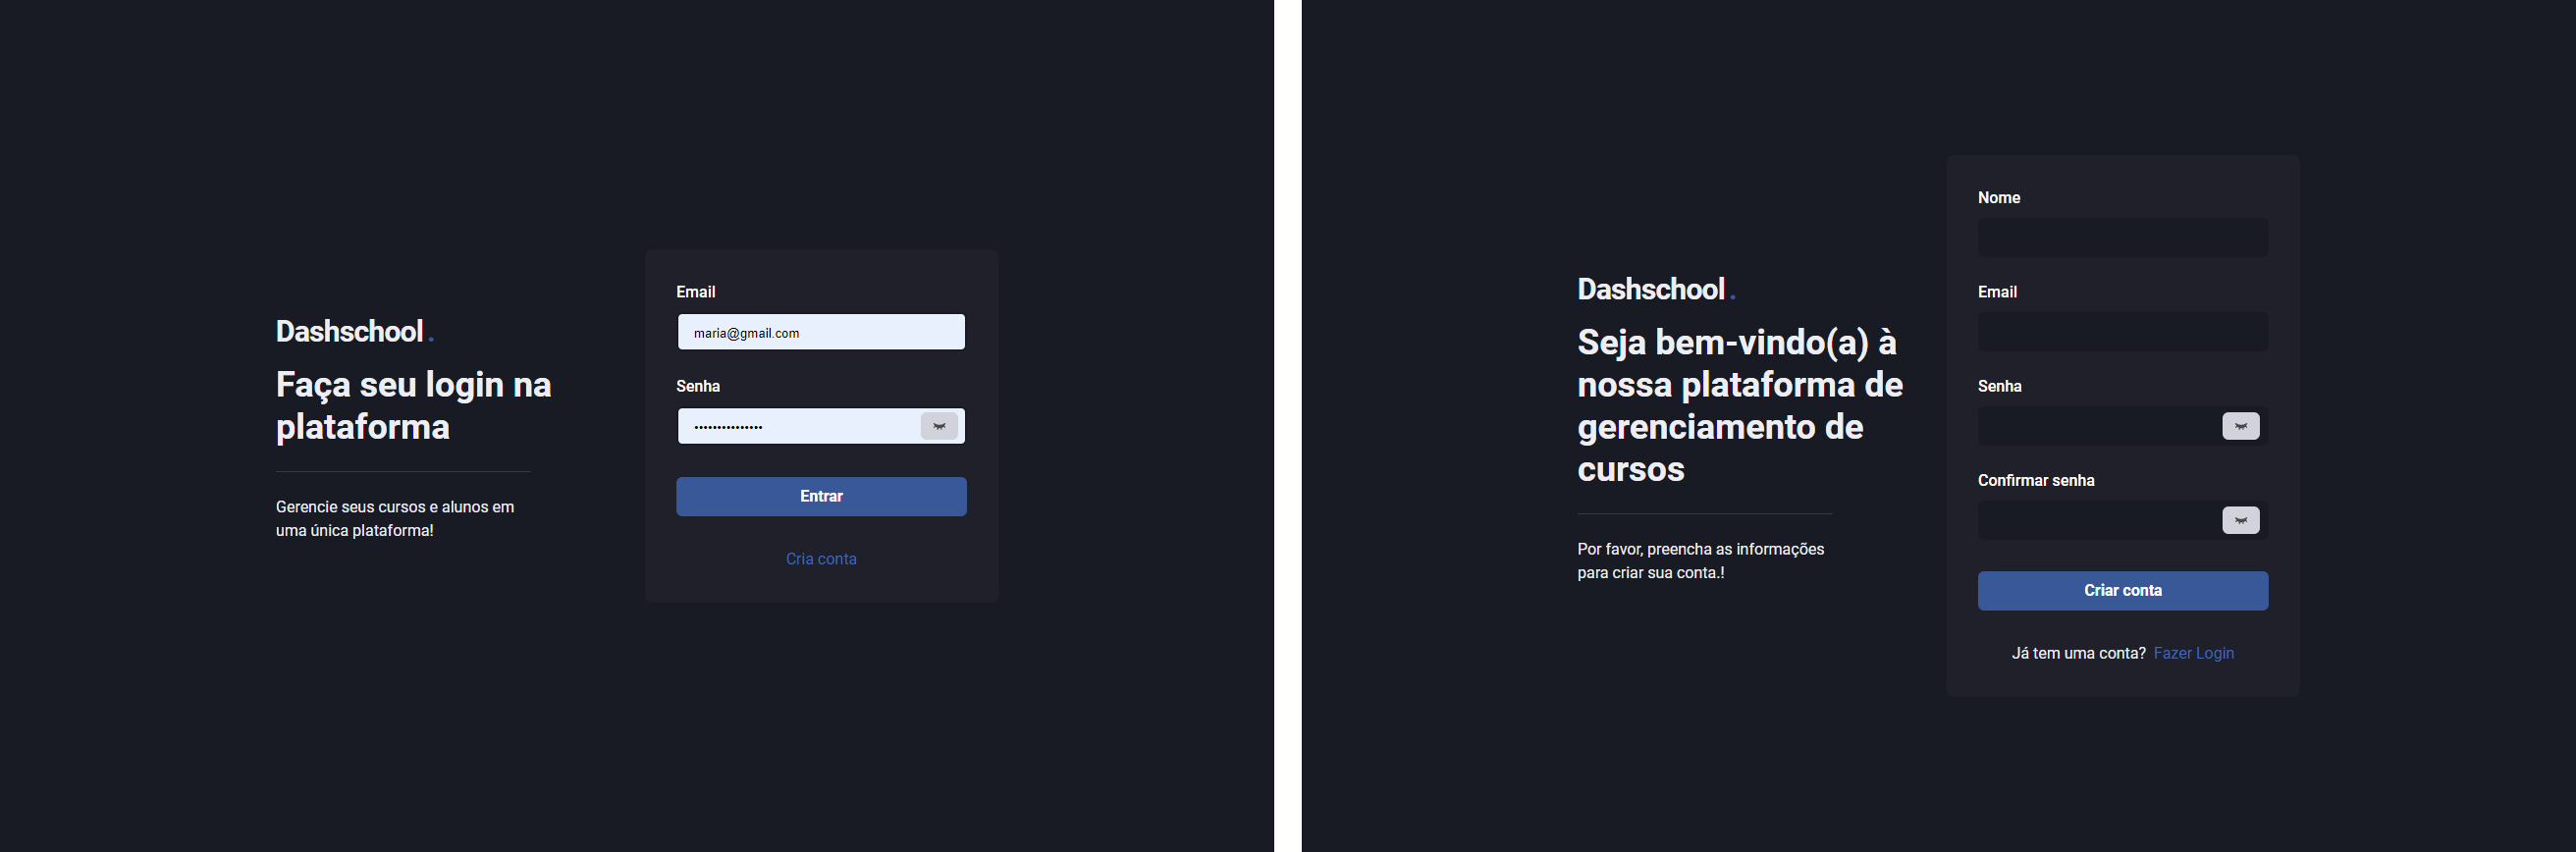 Dashschool.
Faça seu login na
plataforma
Gerencie seus cursos e alunos em
uma única plataforma!
Email
maria@gmail.com
Senha
•••••••••••••••
Entrar
Cria conta
Dashschool.
Seja bem-vindo(a) à
nossa plataforma de
gerenciamento de
cursos
Por favor, preencha as informações
para criar sua conta.!
Nome
Email
Senha
Confirmar senha
Criar conta
Já tem uma conta? Fazer Login